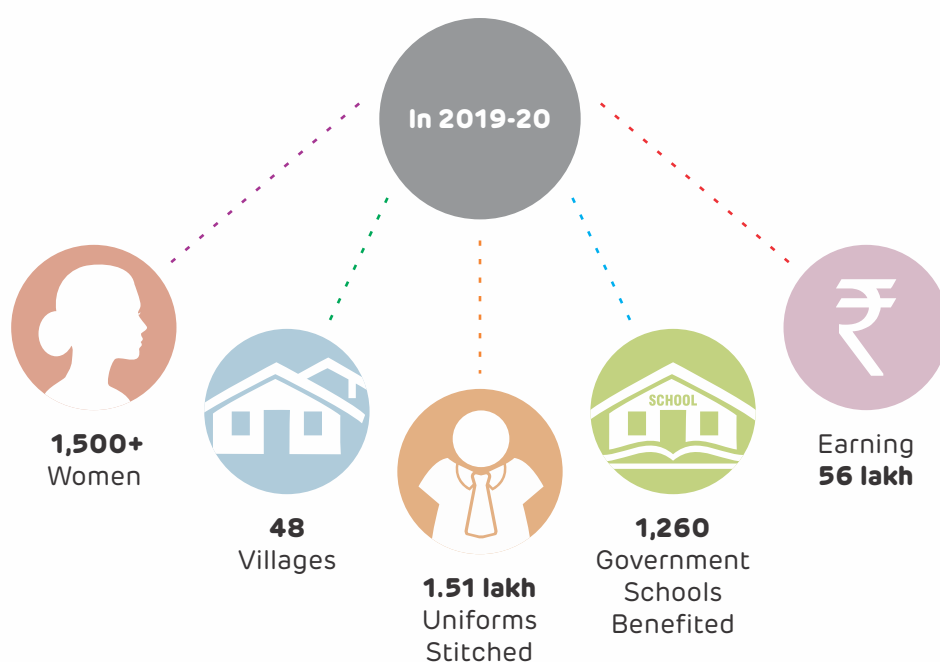 In 2019-20
1,500+
Women
48
Villages
1.51 lakh
Uniforms
Stitched
SCHOOL
1,260
Government
Schools
Benefited
₹
Earning
56 lakh